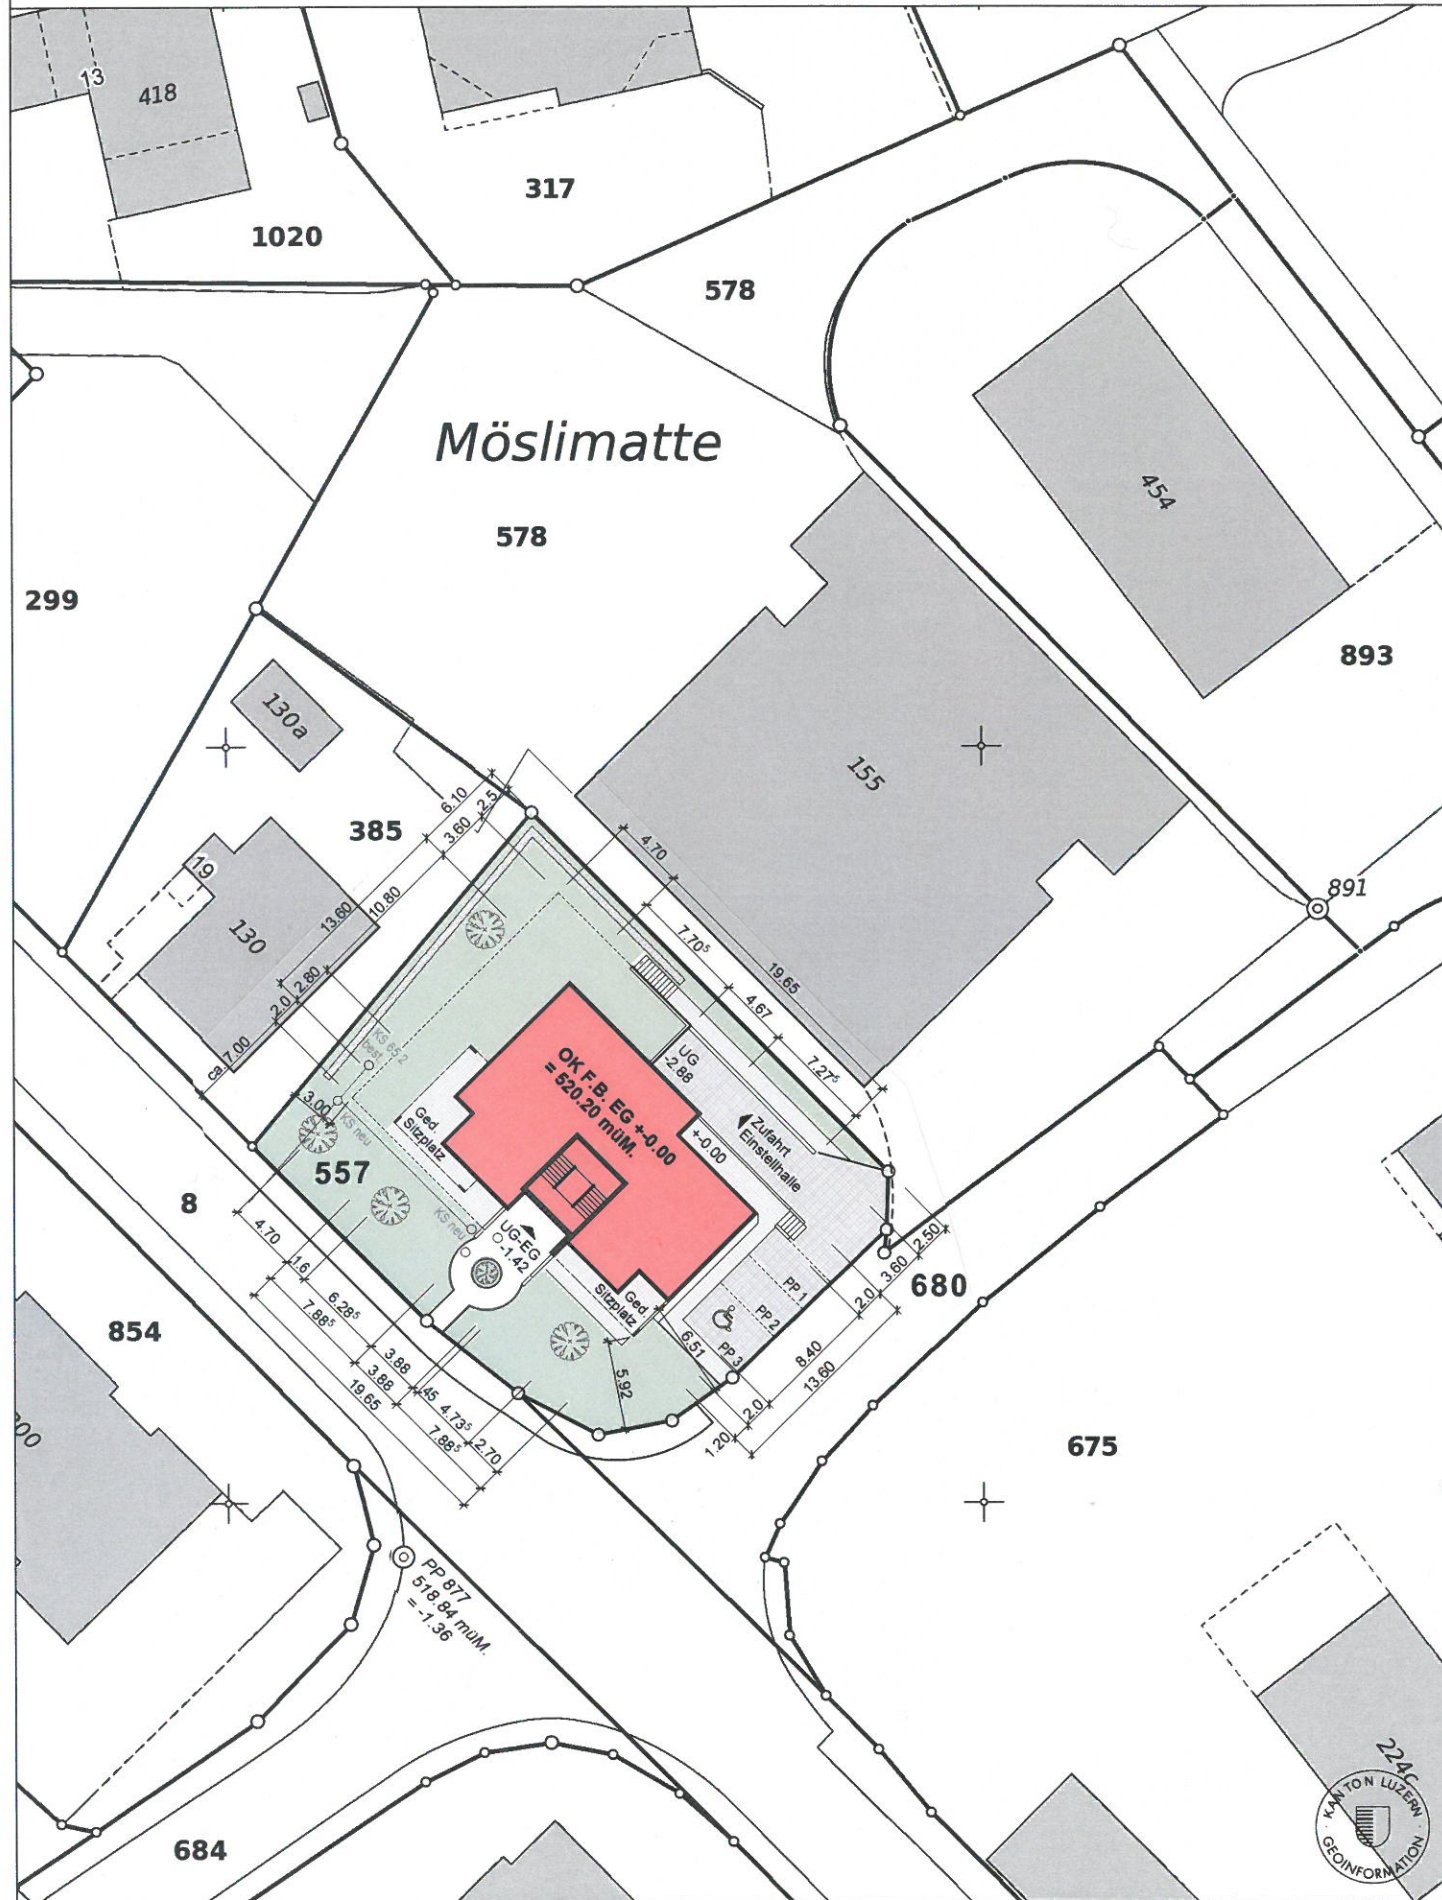 13
418
317
1020
578
Möslimatte
578
454
299
893
130a
155
385
6.10
2.5
3.60
4.70
19
130
13.60
10.80
891
7.70⁵
19.65
4.67
7.27⁵
2.80
2.0
ca. 7.00
KS 65.2
best.
3.00
KS neu
UG
-2.88
OK F.B. EG +-0.00
= 520.20 müM.
Ged.
Sitzplatz
+-0.00
Zufahrt
Einstellhalle
557
8
KS neu
UG-EG
-1.42
4.70
1.6
6.28⁵
7.88⁵
3.88
3.88
19.65
45
4.73⁵
7.88⁵
2.70
Ged.
Sitzplatz
PP 1
PP 2
PP 3
2.50
3.60
2.0
680
6.51
8.40
13.60
5.92
2.0
1.20
854
675
PP 877
518.84 müM.
= -1.36
224C
KANTON LUZERN
GEOINFORMATION
684